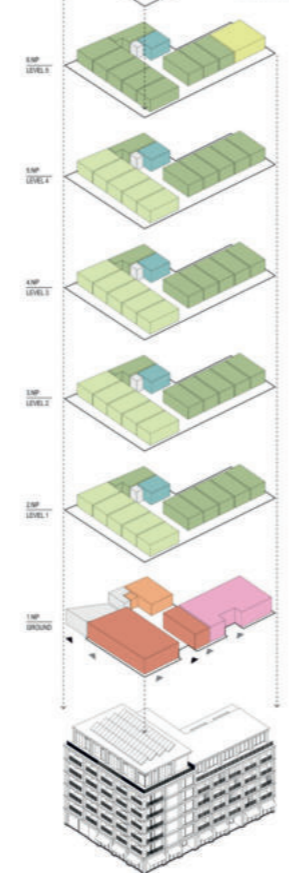 6.NP
LEVEL 5
5.NP
LEVEL 4
4.NP
LEVEL 3
3.NP
LEVEL 2
2.NP
LEVEL 1
1.NP
GROUND